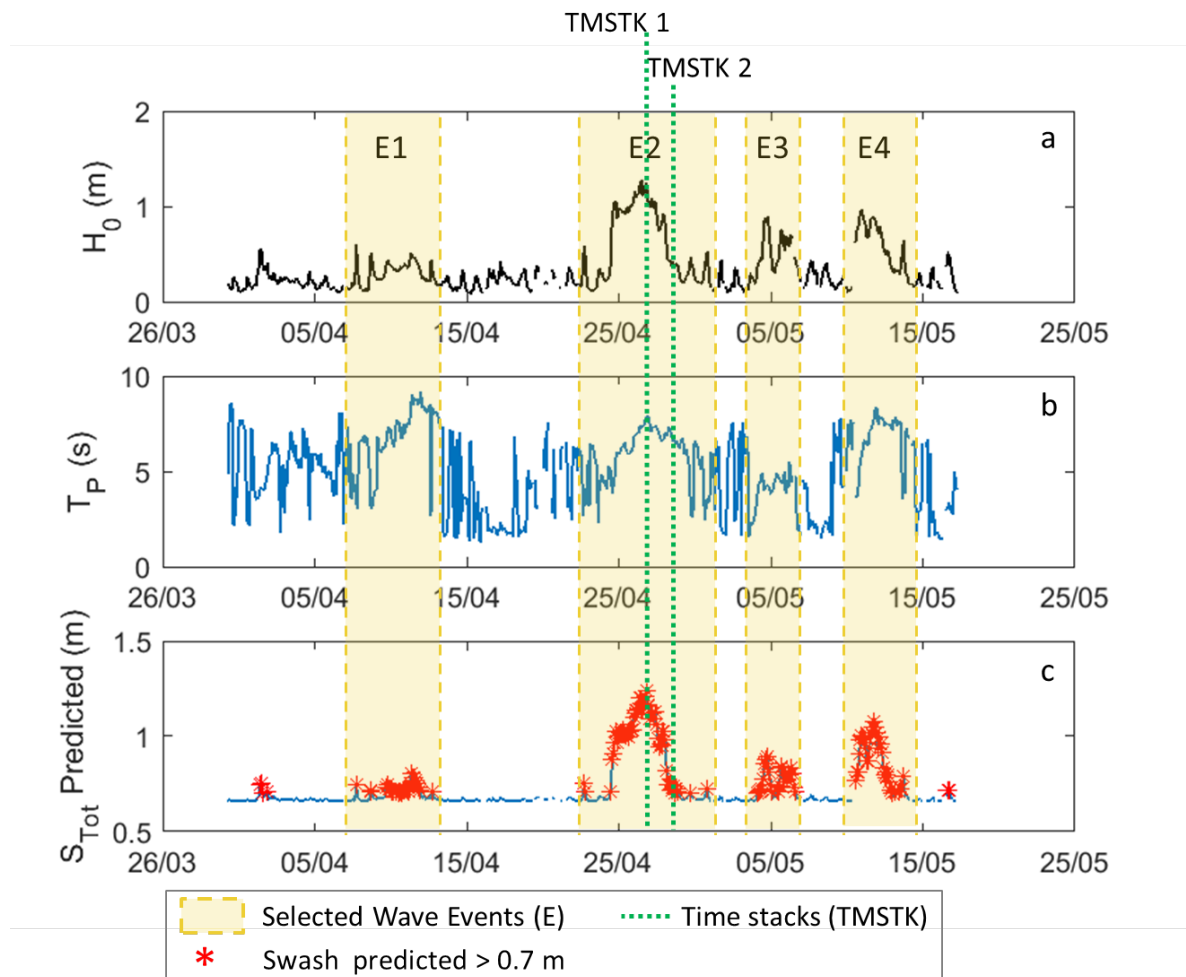 TMSTK 1
TMSTK 2
2
1
0
H0 (m)
E1
E2
E3
E4
a
26/03 05/04 15/04 25/04 05/05 15/05 25/05
10
5
0
TP (s)
b
26/03 05/04 15/04 25/04 05/05 15/05 25/05
1.5
1
0.5
STot Predicted (m)
c
26/03 05/04 15/04 25/04 05/05 15/05 25/05
Selected Wave Events (E) Time stacks (TMSTK)
* Swash predicted > 0.7 m